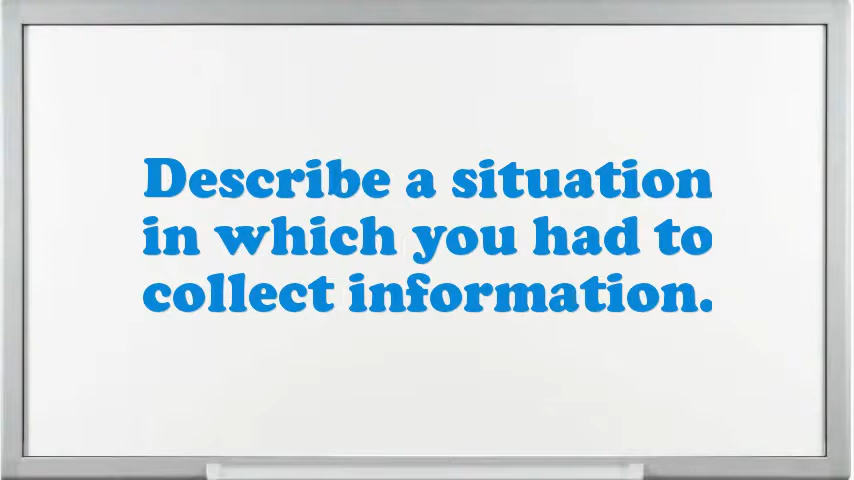 Describe a situation
in which you had to
collect information.